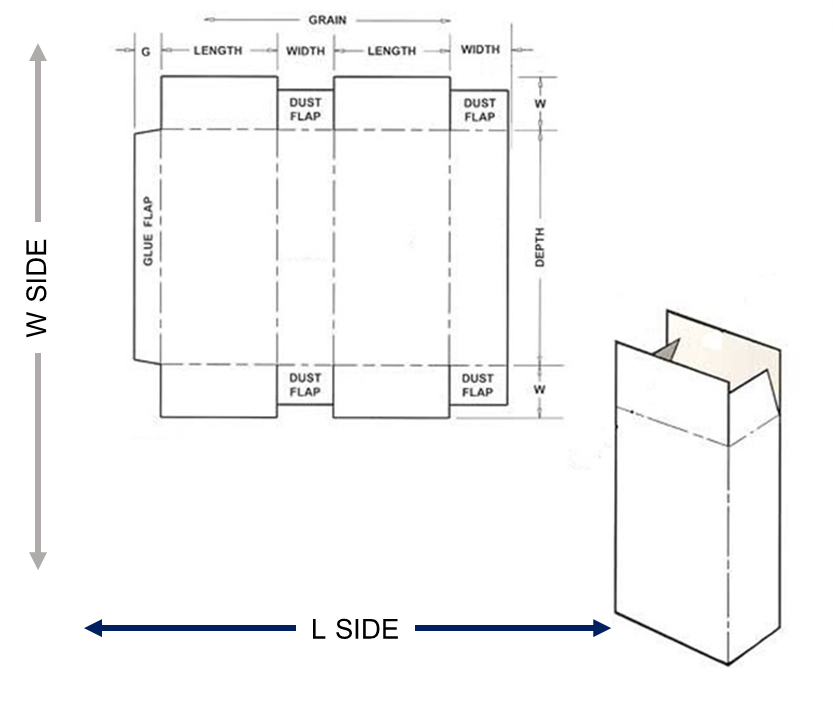 GRAIN
G
LENGTH
WIDTH
LENGTH
WIDTH
DUST
FLAP
DUST
FLAP
W
GLUE FLAP
DEPTH
W SIDE
DUST
FLAP
DUST
FLAP
W
L SIDE